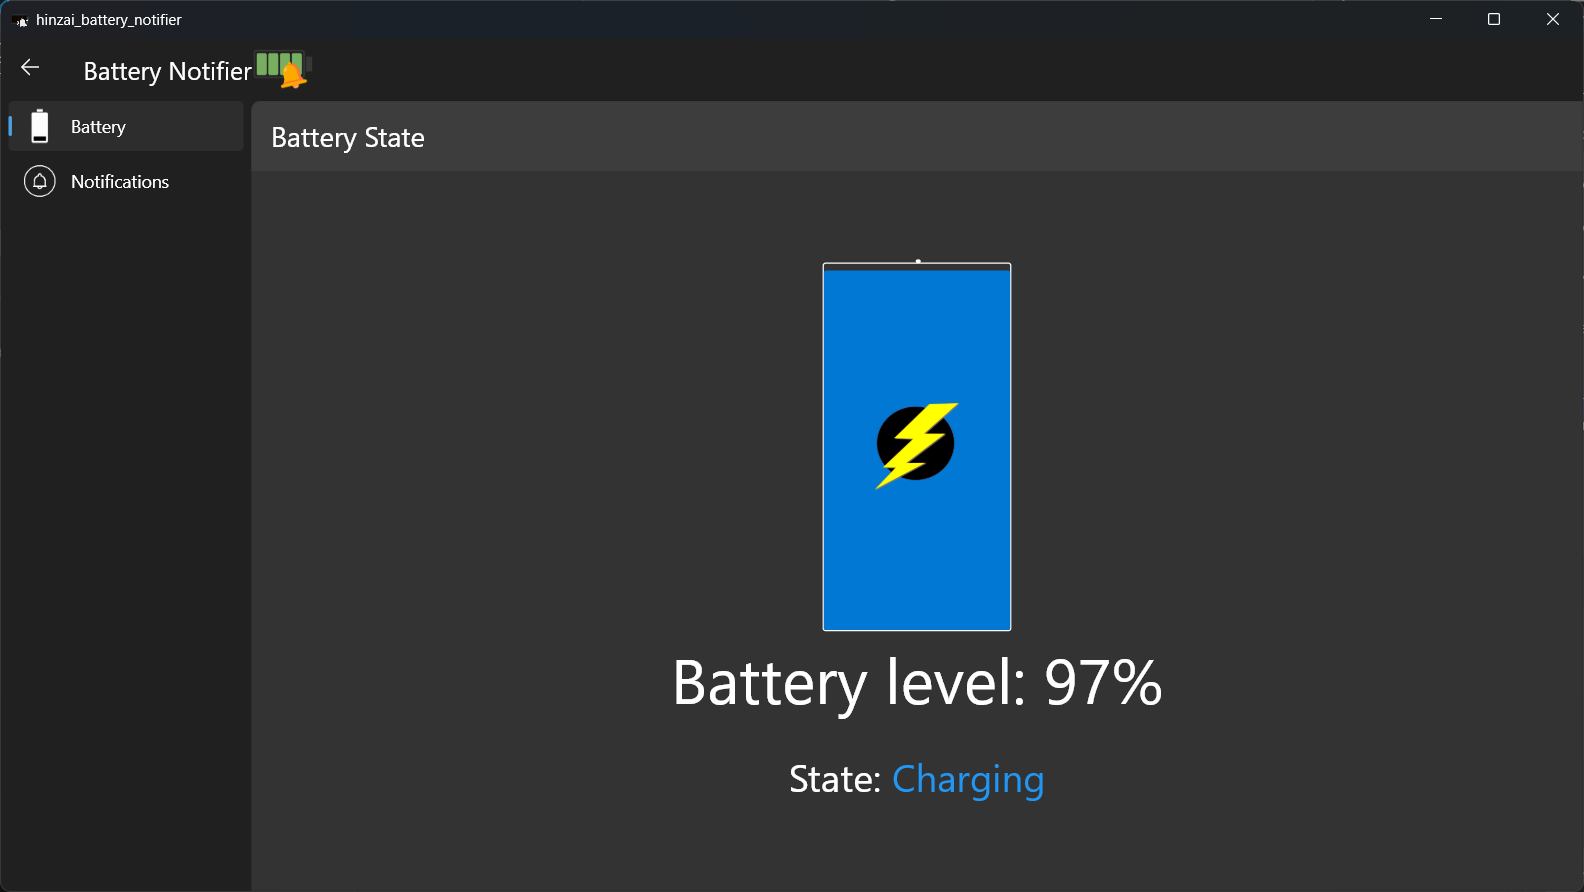 hinzai_battery_notifier
Battery Notifier
Battery
Notifications
Battery State
Battery level: 97%
State: Charging